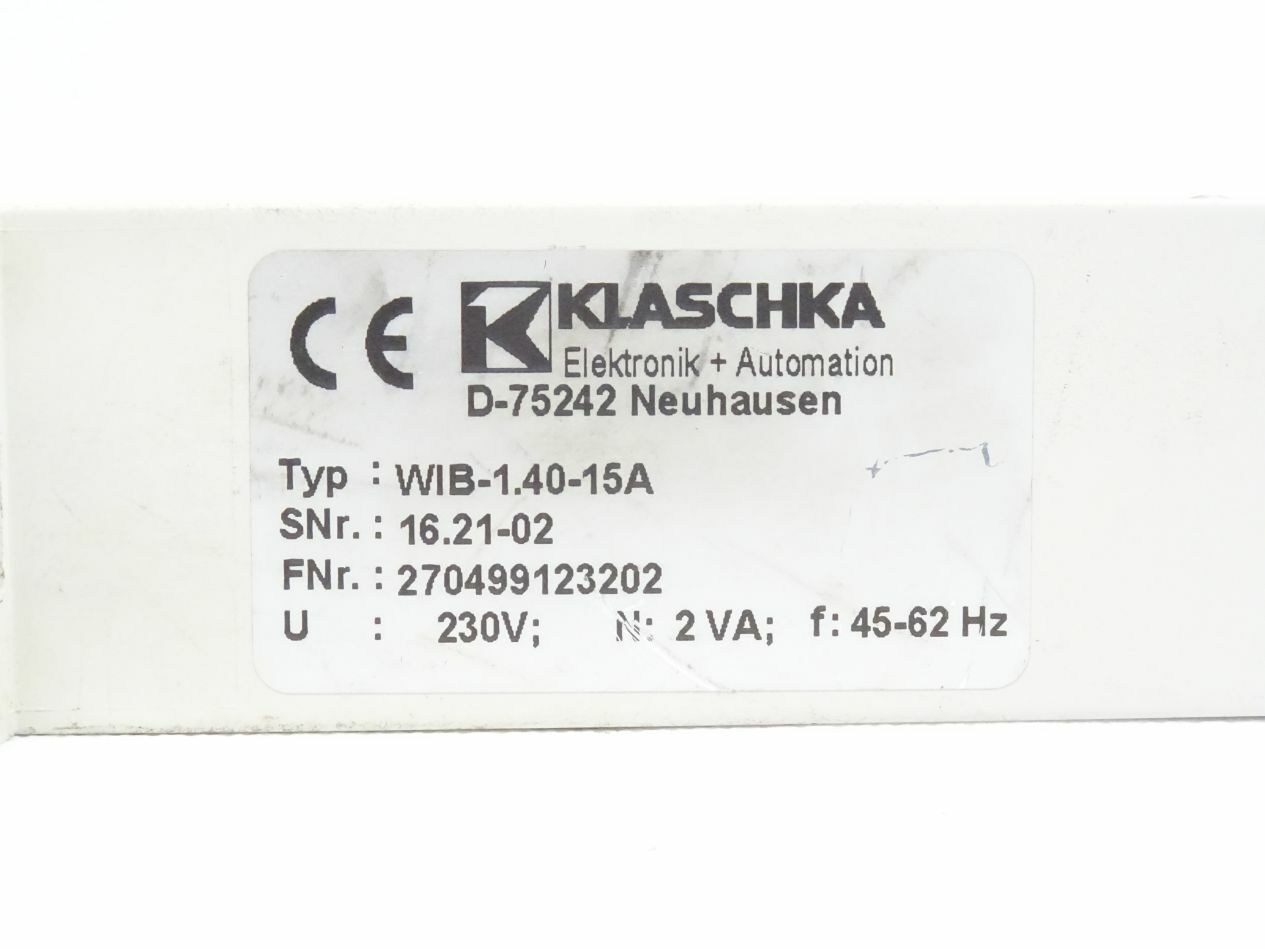 CE KLASCHKA
Elektronik + Automation
D-75242 Neuhausen
Typ : WIB-1.40-15A
SNr. : 16.21-02
FNr. : 270499123202
U : 230V; N: 2 VA; f: 45-62 Hz